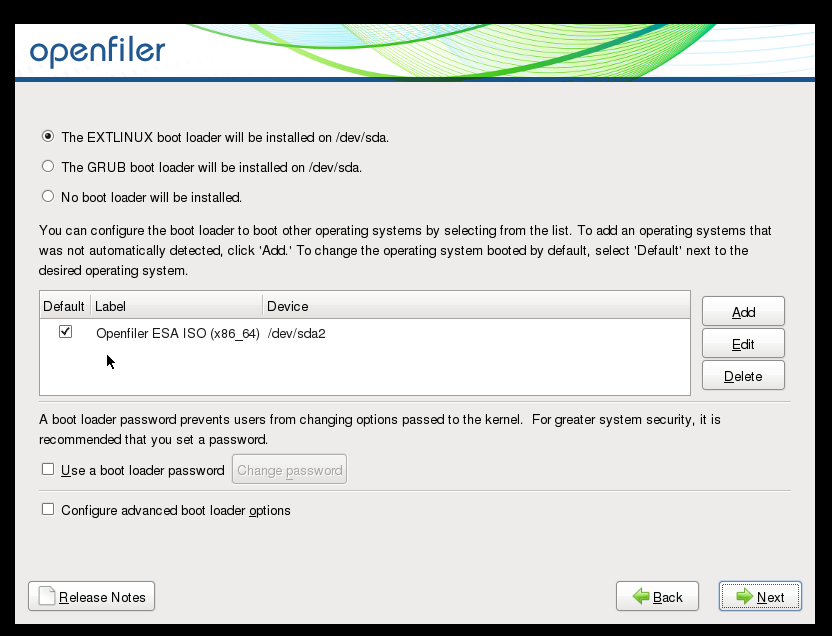 openfiler
The EXTLINUX boot loader will be installed on /dev/sda.
The GRUB boot loader will be installed on /dev/sda.
No boot loader will be installed.
You can configure the boot loader to boot other operating systems by selecting from the list. To add an operating systems that
was not automatically detected, click 'Add.' To change the operating system booted by default, select 'Default' next to the
desired operating system.
Default Label Device
Openfiler ESA ISO (x86_64) /dev/sda2
Add
Edit
Delete
A boot loader password prevents users from changing options passed to the kernel.  For greater system security, it is
recommended that you set a password.
Use a boot loader password Change password
Configure advanced boot loader options
Release Notes Back Next